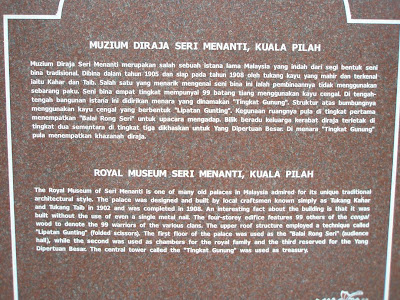 MUZIUM DIRAJA SERI MENANTI, KUALA PILAH
Muzium Diraja Seri Menanti merupakan salah sebuah istana lama Malaysia yang indah dari segi bentuk seni
bina tradisional. Dibina dalam tahun 1905 dan siap pada tahun 1908 oleh tukang kayu yang mahir dan terkenal
iaitu Kahar dan Taib. Salah satu yang menarik mengenai seni bina ini ialah pembinaannya tidak menggunakan
sebarang paku. Seni bina empat tingkat mempunyai 99 batang tiang menggunakan kayu cengal. Di tengah-
tengah bangunan istana ini didirikan menara yang dinamakan "Tingkat Gunung". Struktur atas bumbungnya
menggunakan kayu cengal yang berbentuk "Lipatan Gunting". Kegunaan ruangnya pula di tingkat pertama
menempatkan "Balai Rong Seri" untuk upacara mengadap. Bilik beradu keluarga kerabat diraja terletak di
tingkat dua sementara di tingkat tiga dikhaskan untuk Yang Dipertuan Besar. Di menara "Tingkat Gunung"
pula menempatkan khazanah diraja.
ROYAL MUSEUM SERI MENANTI, KUALA PILAH
The Royal Museum of Seri Menanti is one of many old palaces in Malaysia admired for its unique traditional
architectural style. The palace was designed and built by local craftsmen known simply as Tukang Kahar
and Tukang Taib in 1902 and was completed in 1908. An interesting fact about the building is that it was
built without the use of even a single metal nail. The four-storey edifice features 99 others of the cengal
wood to denote the 99 warriors of the various clans. The upper roof structure employed a technique called
"Lipatan Gunting" (folded scissors). The first floor of the palace was used as the "Balai Rong Seri" (audience
hall), while the second was used as chambers for the royal family and the third reserved for the Yang
Dipertuan Besar. The central tower called the "Tingkat Gunung" was used as treasury.